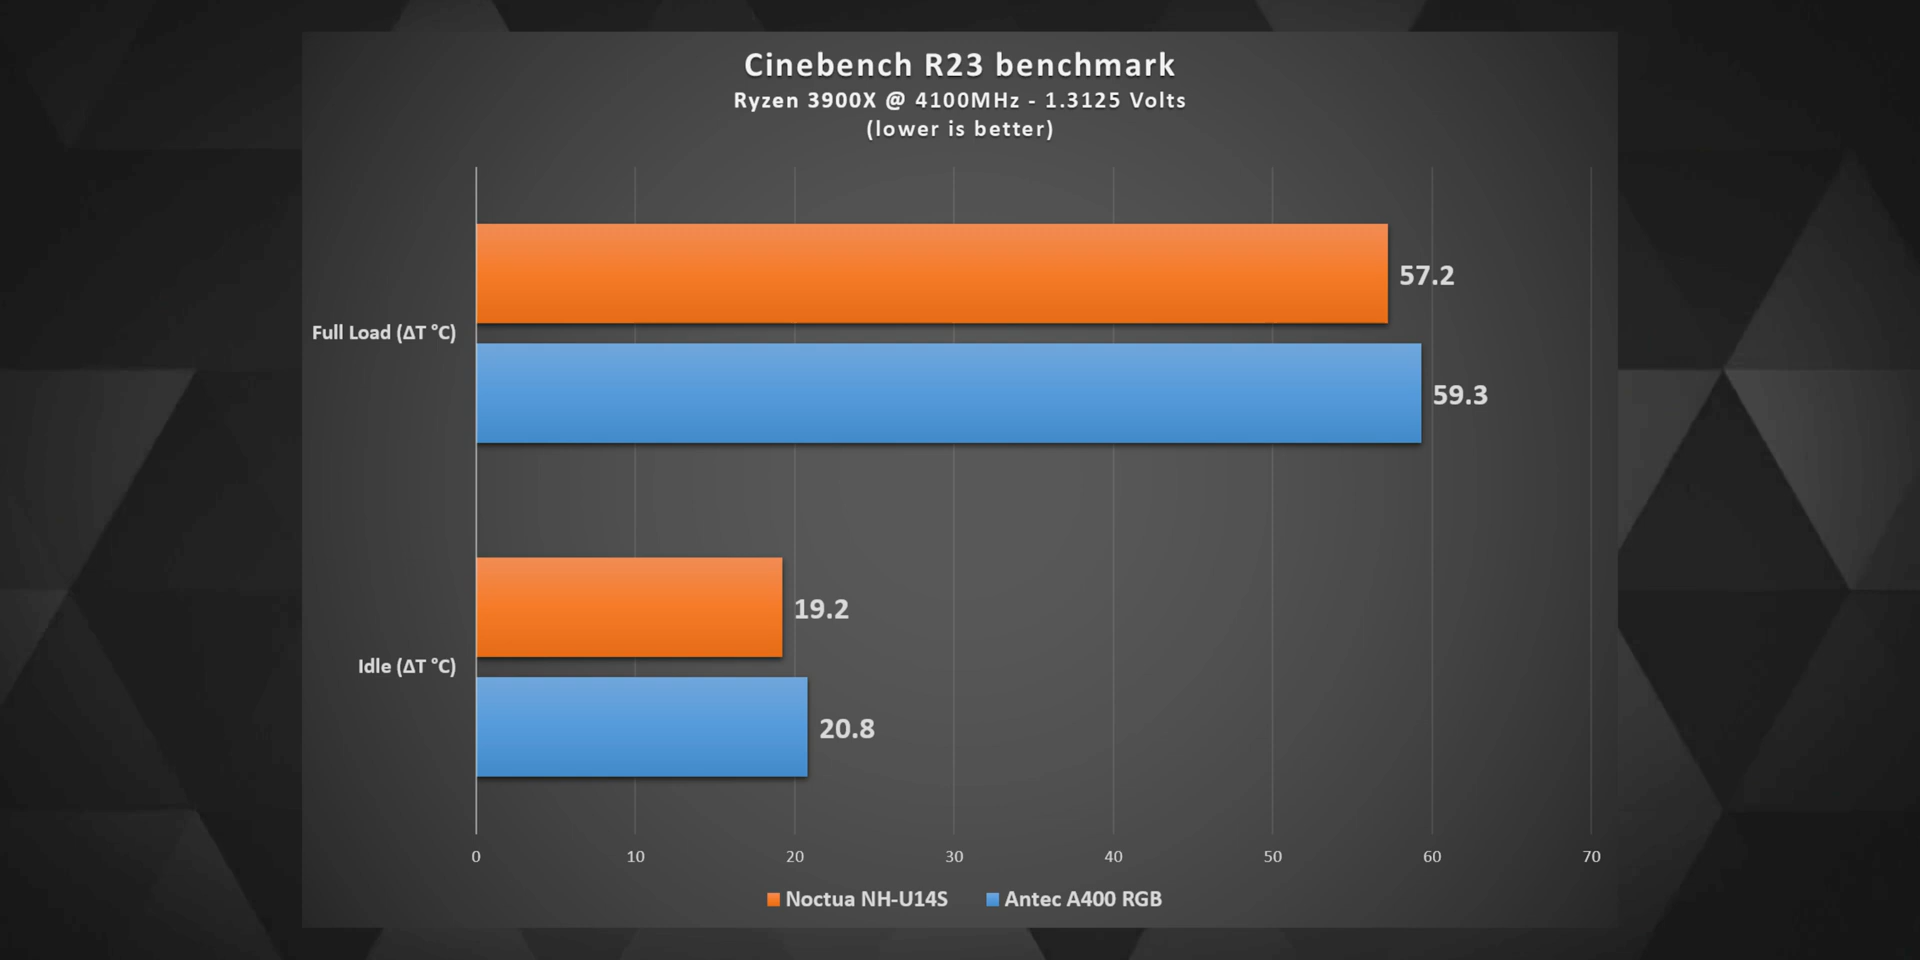 Cinebench R23 benchmark
Ryzen 3900X @ 4100MHz - 1.3125 Volts
(lower is better)
57.2
Full Load (ΔT °C)
59.3
19.2
Idle (ΔT °C)
20.8
0 10 20 30 40 50 60 70
Noctua NH-U14S Antec A400 RGB